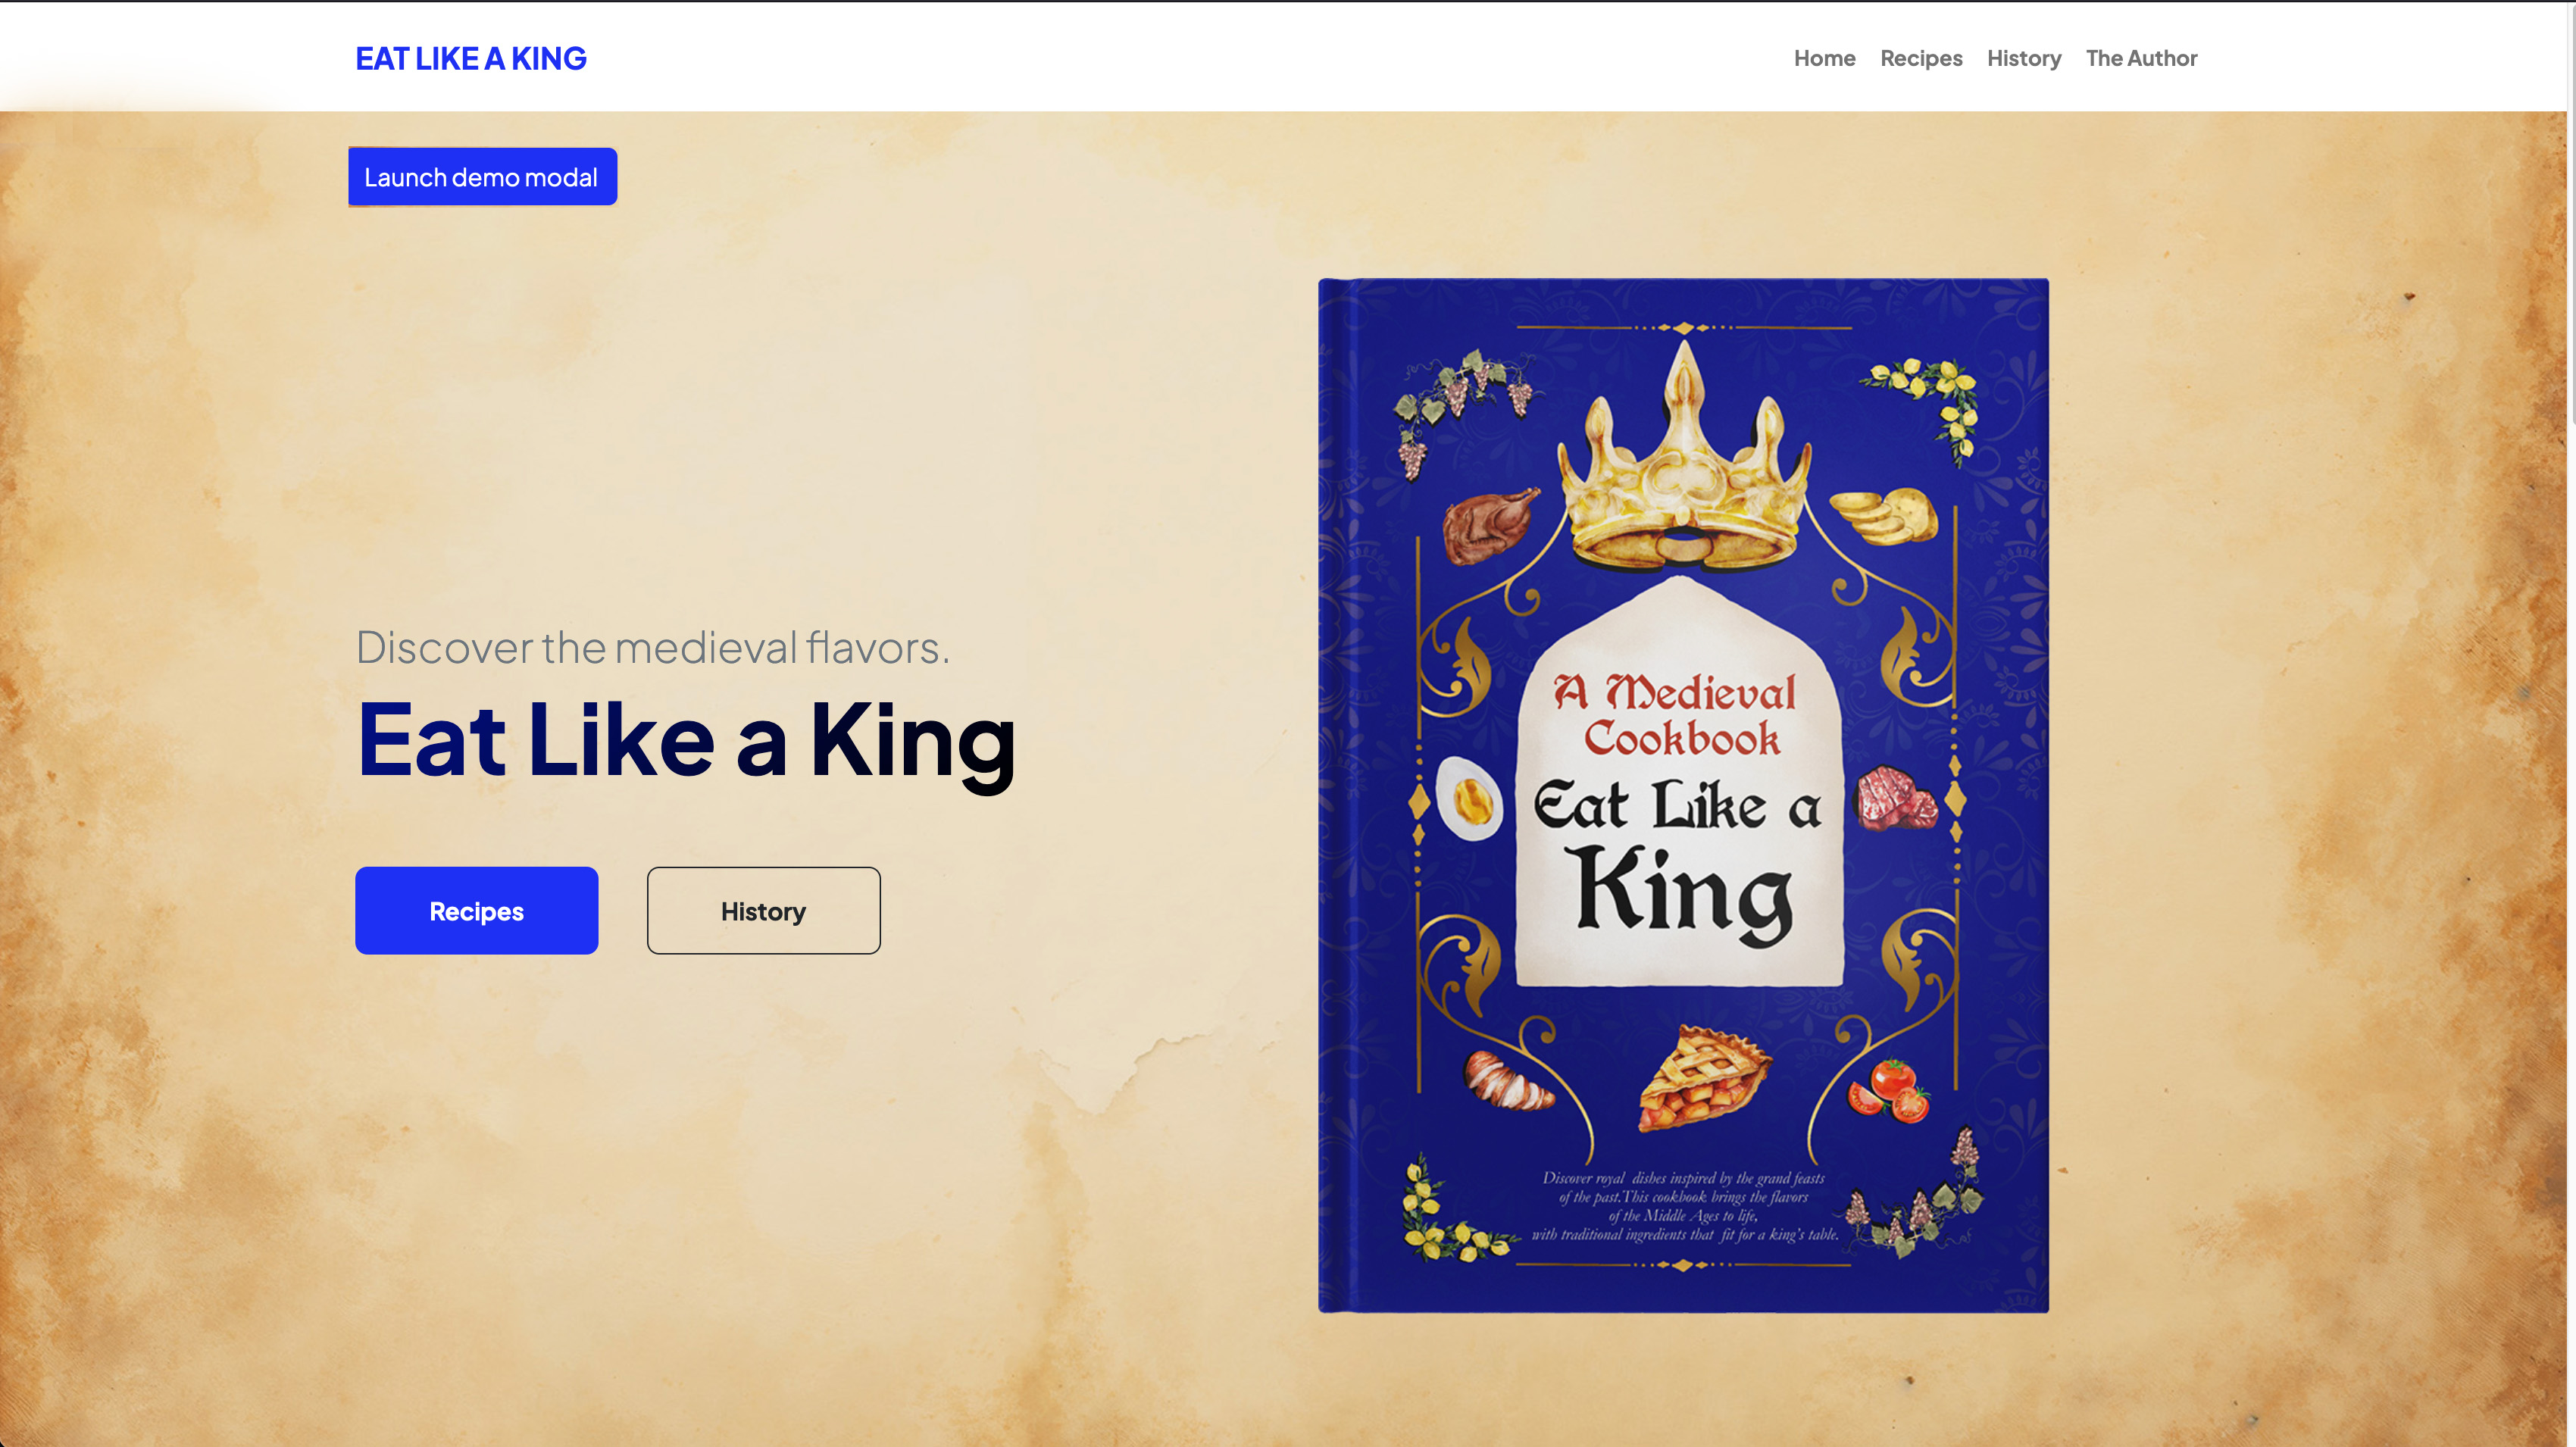 EAT LIKE A KING
Home Recipes History The Author
Launch demo modal
Discover the medieval flavors.
Eat Like a King
Recipes History
A Medieval
Cookbook
Eat Like a
King
Discover royal dishes inspired by the grand feasts
of the past.This cookbook brings the flavors
of the Middle Ages to life,
with traditional ingredients that fit for a king's table.